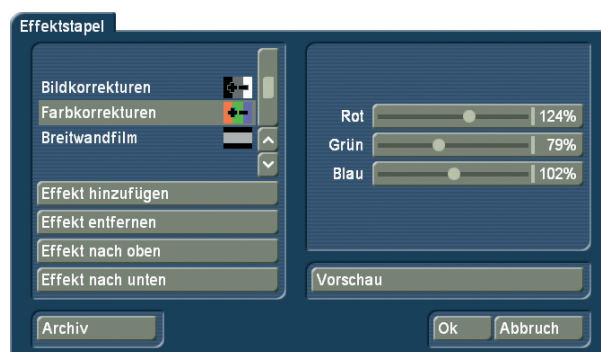 Effektstapel
Bildkorrekturen
Farbkorrekturen
Breitwandfilm
Effekt hinzufügen
Effekt entfernen
Effekt nach oben
Effekt nach unten
Rot 124%
Grün 79%
Blau 102%
Vorschau
Archiv
Ok Abbruch